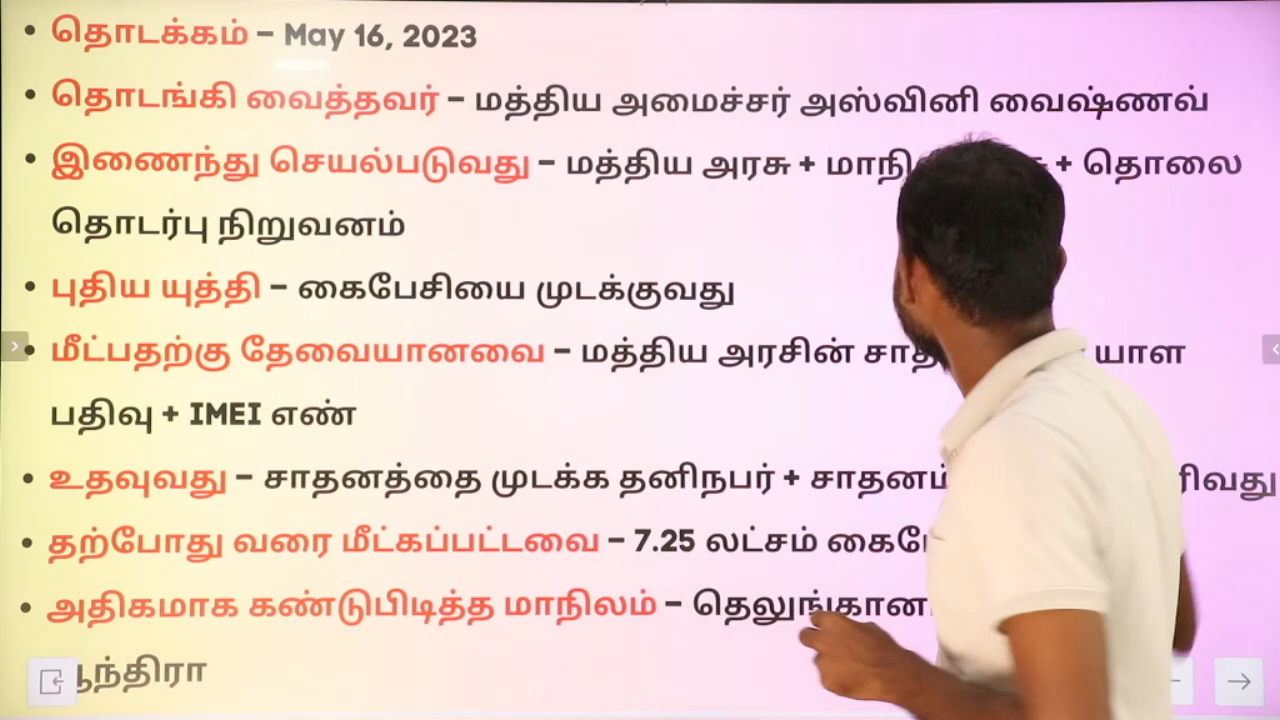 • தொடக்கம் – May 16, 2023
• தொடங்கி வைத்தவர் – மத்திய அமைச்சர் அஸ்வினி வைஷ்ணவ்
• இணைந்து செயல்படுவது – மத்திய அரசு + + தொலை
தொடர்பு நிறுவனம்
• புதிய யுத்தி – கைபேசியை முடக்குவது
• மீட்பதற்கு தேவையானவை – மத்திய அரசின்
பதிவு + IMEI எண்
• உதவுவது – சாதனத்தை முடக்க தனிநபர் +
• தற்போது வரை மீட்கப்பட்டவை – 7.25 லட்சம்
• அதிகமாக கண்டுபிடித்த மாநிலம் –